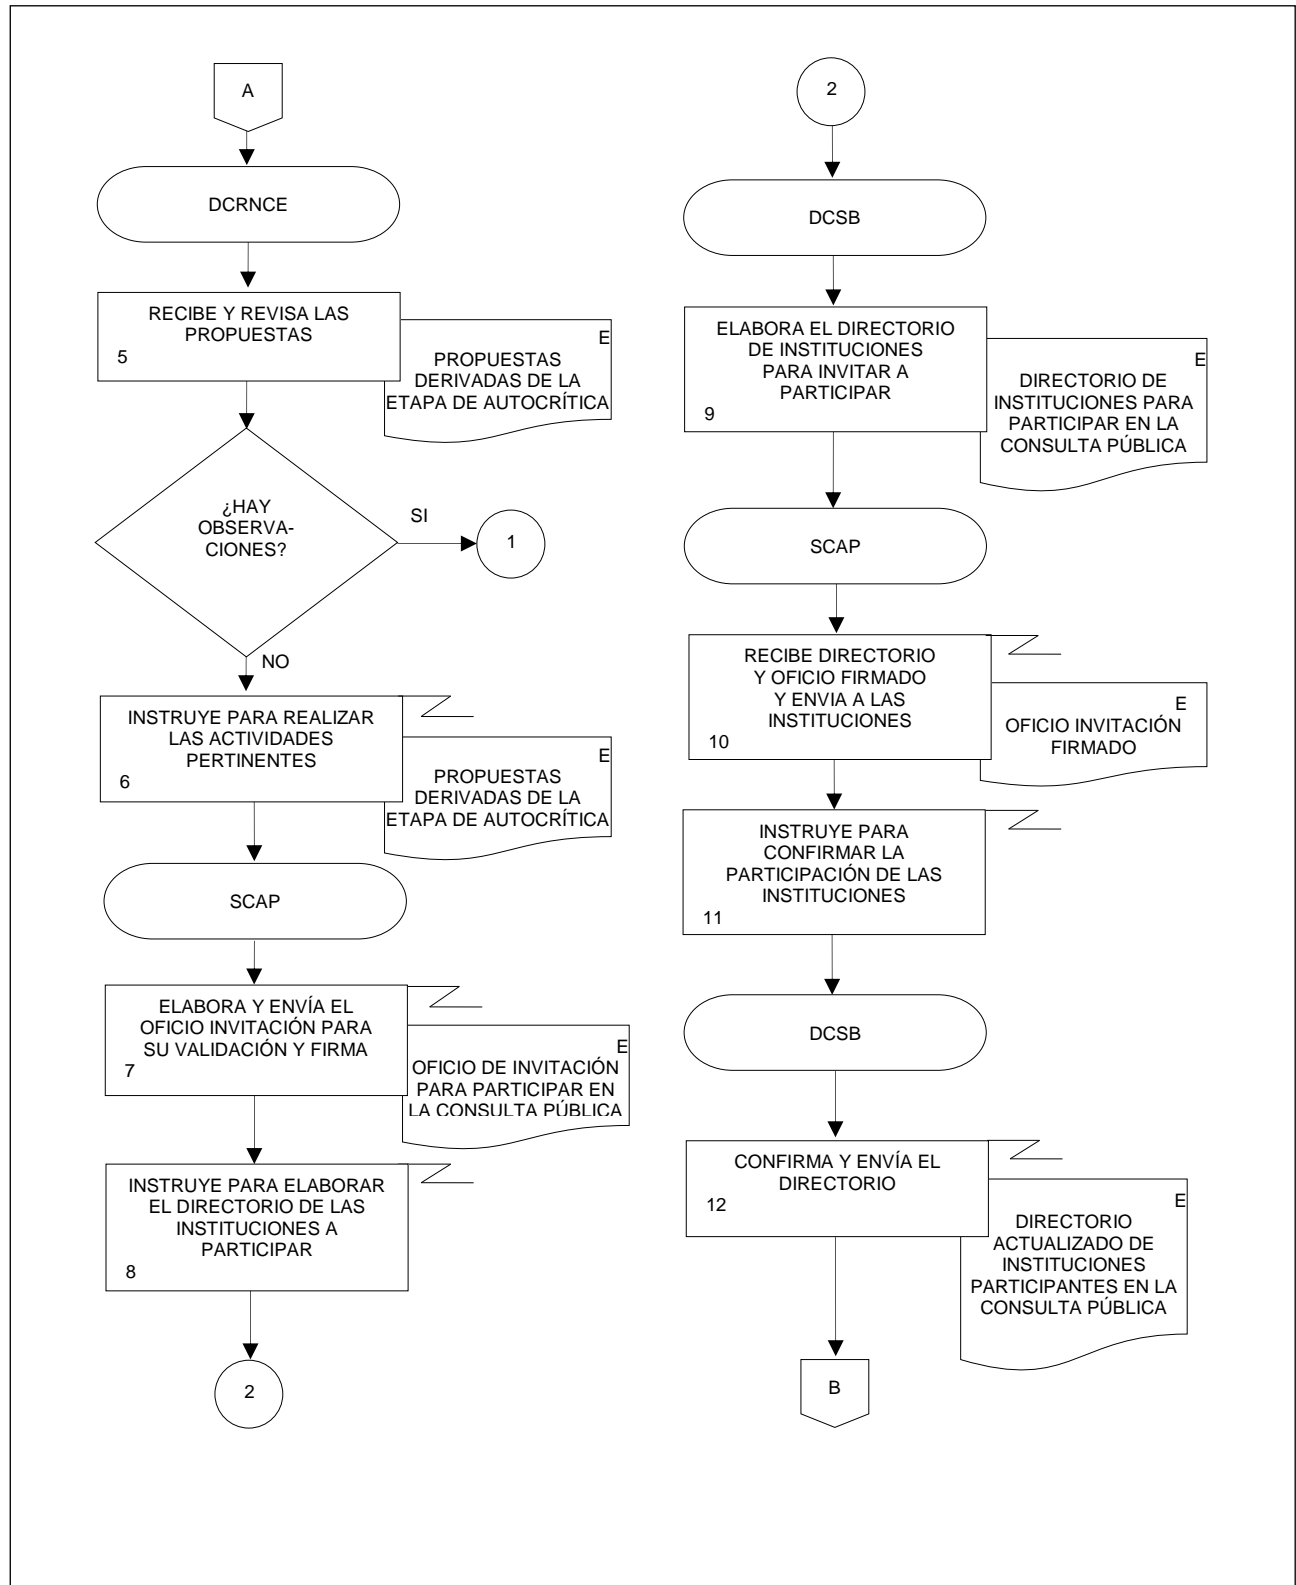 A
DCRNCE
RECIBE Y REVISA LAS
PROPUESTAS
5
E
PROPUESTAS
DERIVADAS DE LA
ETAPA DE AUTOCRÍTICA
¿HAY
OBSERVA-
CIONES?
SI
1
NO
INSTRUYE PARA REALIZAR
LAS ACTIVIDADES
PERTINENTES
6
E
PROPUESTAS
DERIVADAS DE LA
ETAPA DE AUTOCRÍTICA
SCAP
ELABORA Y ENVÍA EL
OFICIO INVITACIÓN PARA
SU VALIDACIÓN Y FIRMA
7
E
OFICIO DE INVITACIÓN
PARA PARTICIPAR EN
LA CONSULTA PÚBLICA
INSTRUYE PARA ELABORAR
EL DIRECTORIO DE LAS
INSTITUCIONES A
PARTICIPAR
8
2
2
DCSB
ELABORA EL DIRECTORIO
DE INSTITUCIONES
PARA INVITAR A
PARTICIPAR
9
E
DIRECTORIO DE
INSTITUCIONES PARA
PARTICIPAR EN LA
CONSULTA PÚBLICA
SCAP
RECIBE DIRECTORIO
Y OFICIO FIRMADO
Y ENVIA A LAS
INSTITUCIONES
10
E
OFICIO INVITACIÓN
FIRMADO
INSTRUYE PARA
CONFIRMAR LA
PARTICIPACIÓN DE LAS
INSTITUCIONES
11
DCSB
CONFIRMA Y ENVÍA EL
DIRECTORIO
12
E
DIRECTORIO
ACTUALIZADO DE
INSTITUCIONES
PARTICIPANTES EN LA
CONSULTA PÚBLICA
B